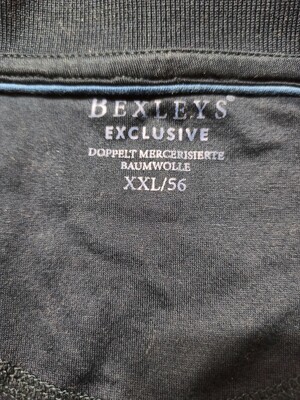 BEXLEYS®
EXCLUSIVE
DOPPELT MERCERISIERTE
BAUMWOLLE
XXL/56